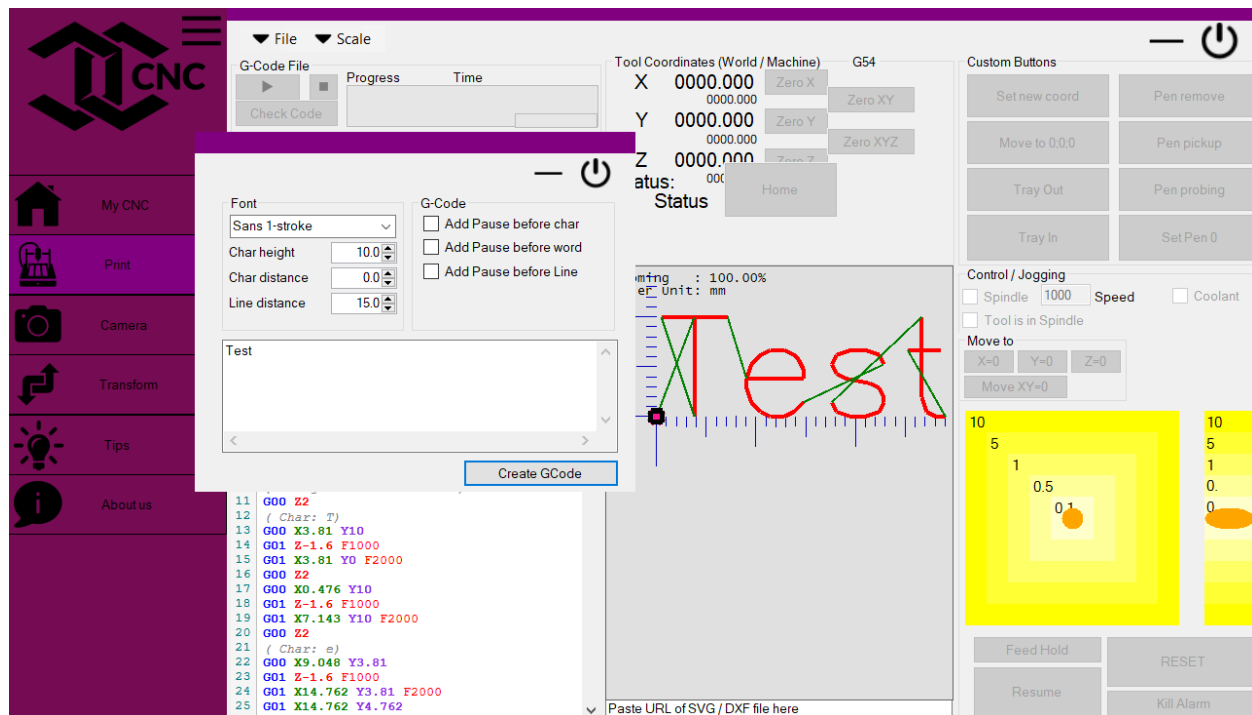 CNC
My CNC
Print
Camera
Transform
Tips
About us
File
Scale
G-Code File
Progress
Time
Check Code
Tool Coordinates (World / Machine)
G54
X 0000.000 Zero X
0000.000
Zero XY
Y 0000.000 Zero Y
0000.000
Zero XYZ
Z 0000.000 Zero Z
atus:
Status
Home
Custom Buttons
Set new coord
Pen remove
Move to 0;0;0
Pen pickup
Tray Out
Pen probing
Tray In
Set Pen 0
Font
Sans 1-stroke
Char height 10.0
Char distance 0.0
Line distance 15.0
G-Code
Add Pause before char
Add Pause before word
Add Pause before Line
Test
Create GCode
: 100.00%
Unit: mm
Test
11 G00 Z2
12 ( Char: T)
13 G00 X3.81 Y10
14 G01 Z-1.6 F1000
15 G01 X3.81 Y0 F2000
16 G00 Z2
17 G00 X0.476 Y10
18 G01 Z-1.6 F1000
19 G01 X7.143 Y10 F2000
20 G00 Z2
21 ( Char: e)
22 G00 X9.048 Y3.81
23 G01 Z-1.6 F1000
24 G01 X14.762 Y3.81 F2000
25 G01 X14.762 Y4.762
Paste URL of SVG / DXF file here
Control / Jogging
Spindle 1000 Speed
Coolant
Tool is in Spindle
Move to
X=0 Y=0 Z=0
Move XY=0
10
5
1
0.5
0.1
10
5
1
0.
0.
Feed Hold
RESET
Resume
Kill Alarm